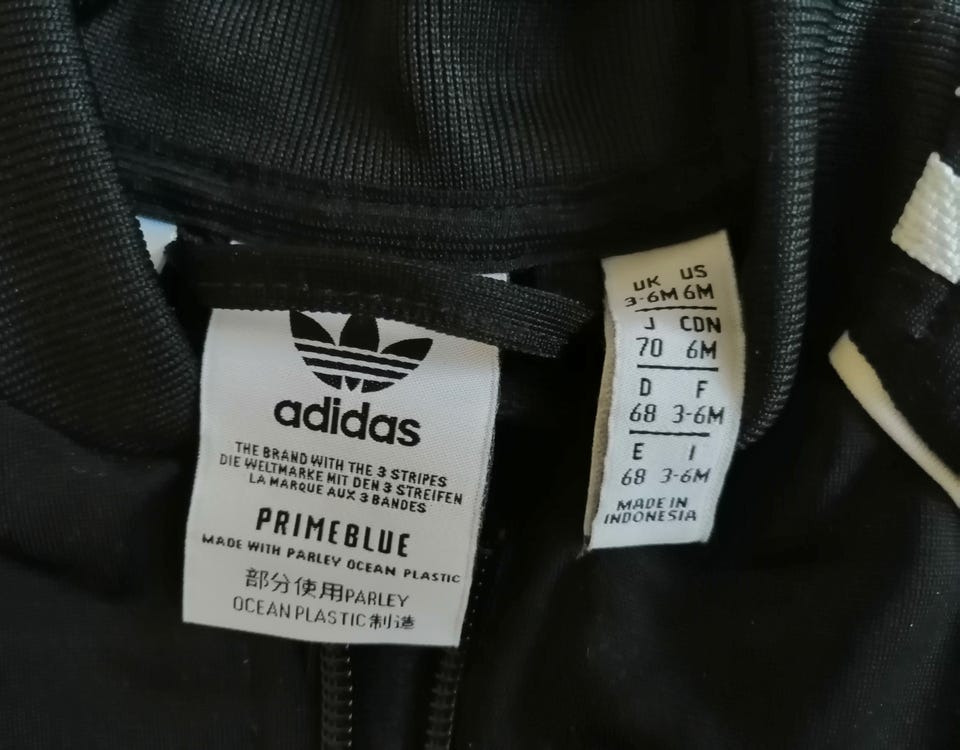 adidas
THE BRAND WITH THE 3 STRIPES
DIE WELTMARKE MIT DEN 3 STREIFEN
LA MARQUE AUX 3 BANDES
PRIMEBLUE
MADE WITH PARLEY OCEAN PLASTIC
部分使用PARLEY
OCEAN PLASTIC制造
UK US
3-6M 6M
J CDN
70 6M
D F
68 3-6M
E I
68 3-6M
MADE IN
INDONESIA